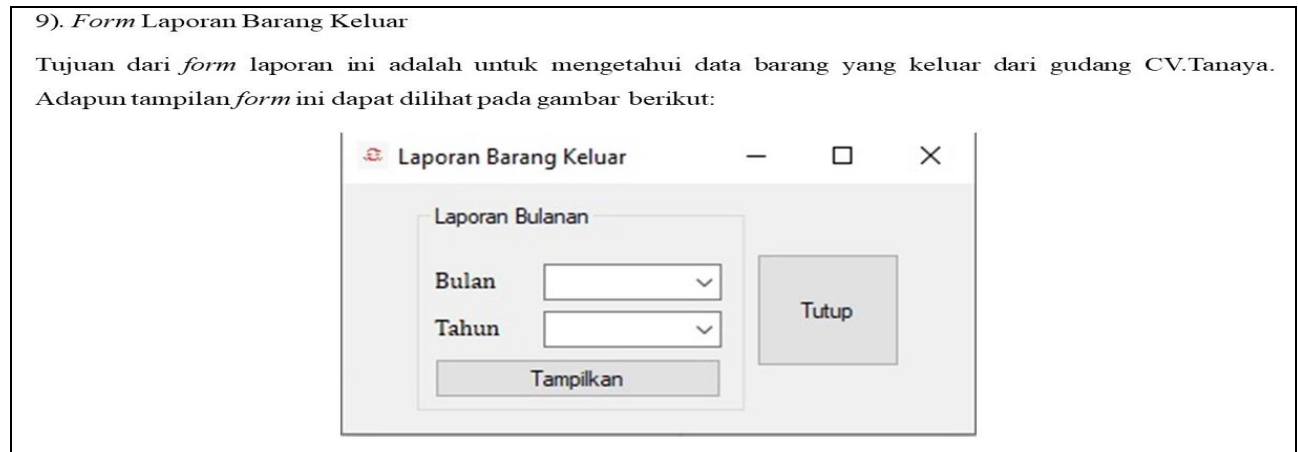 9). Form Laporan Barang Keluar
Tujuan dari form laporan ini adalah untuk mengetahui data barang yang keluar dari gudang CV.Tanaya.
Adapun tampilan form ini dapat dilihat pada gambar berikut:
Laporan Barang Keluar
Laporan Bulanan
Bulan
Tahun
Tutup
Tampilkan